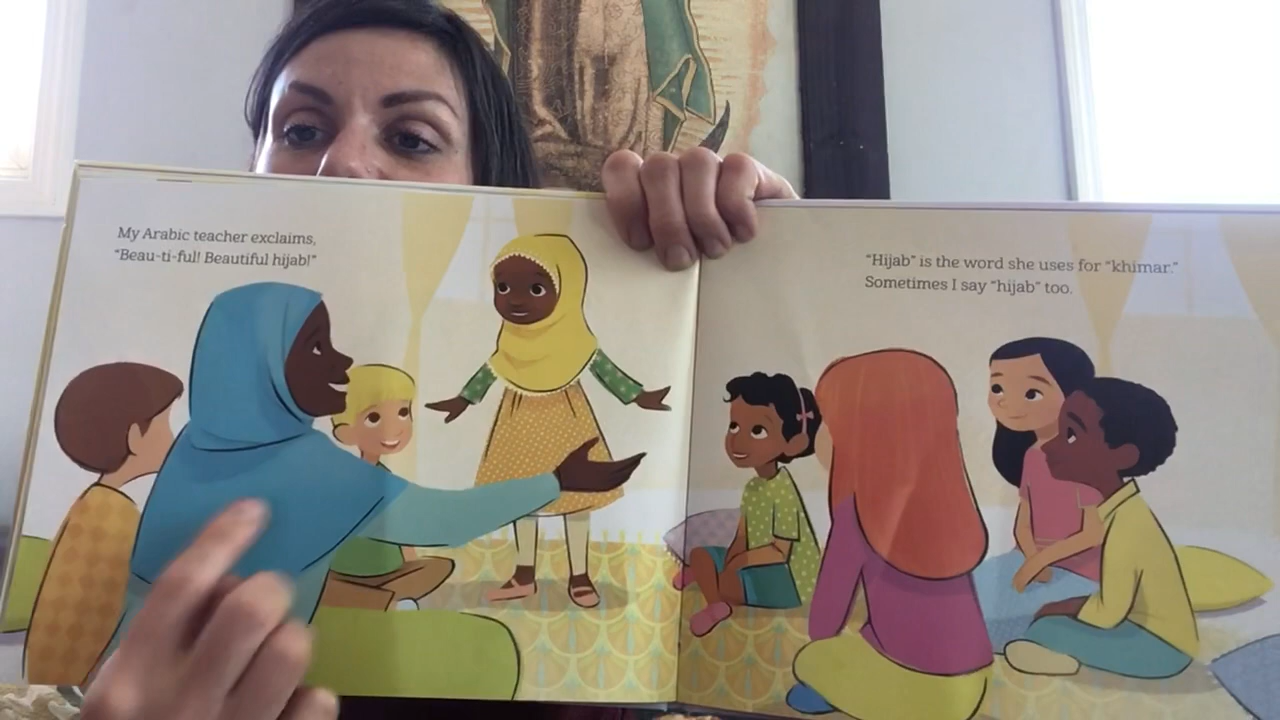 My Arabic teacher exclaims,
"Beau-ti-ful! Beautiful hijab!"
"Hijab" is the word she uses for "khimar."
Sometimes I say "hijab" too.